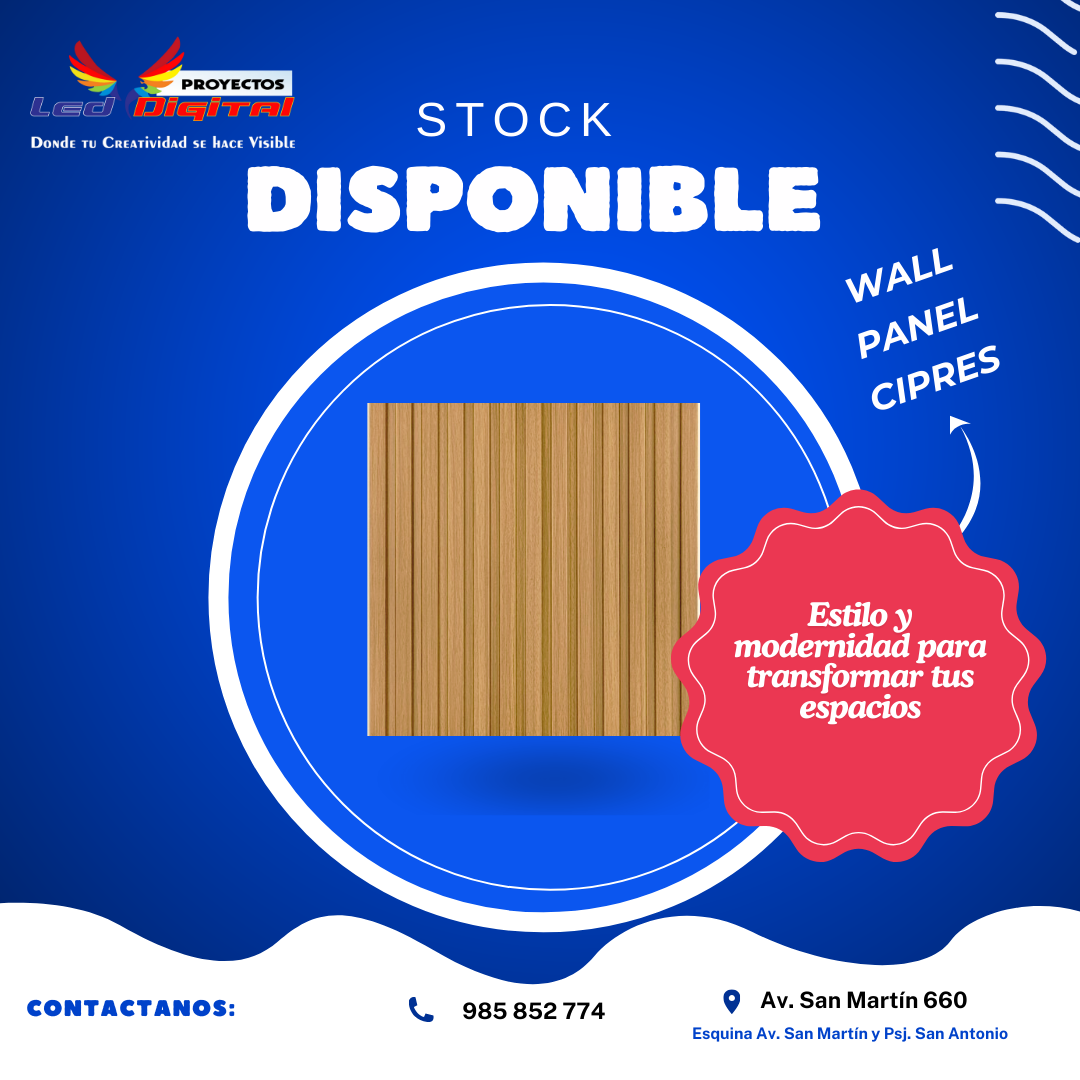 PROYECTOS
Led Digital
Donde tu Creatividad se hace Visible
STOCK
DISPONIBLE
WALL
PANEL
CIPRES
Estilo y
modernidad para
transformar tus
espacios
CONTACTANOS:
985 852 774
Av. San Martín 660
Esquina Av. San Martín y Psj. San Antonio